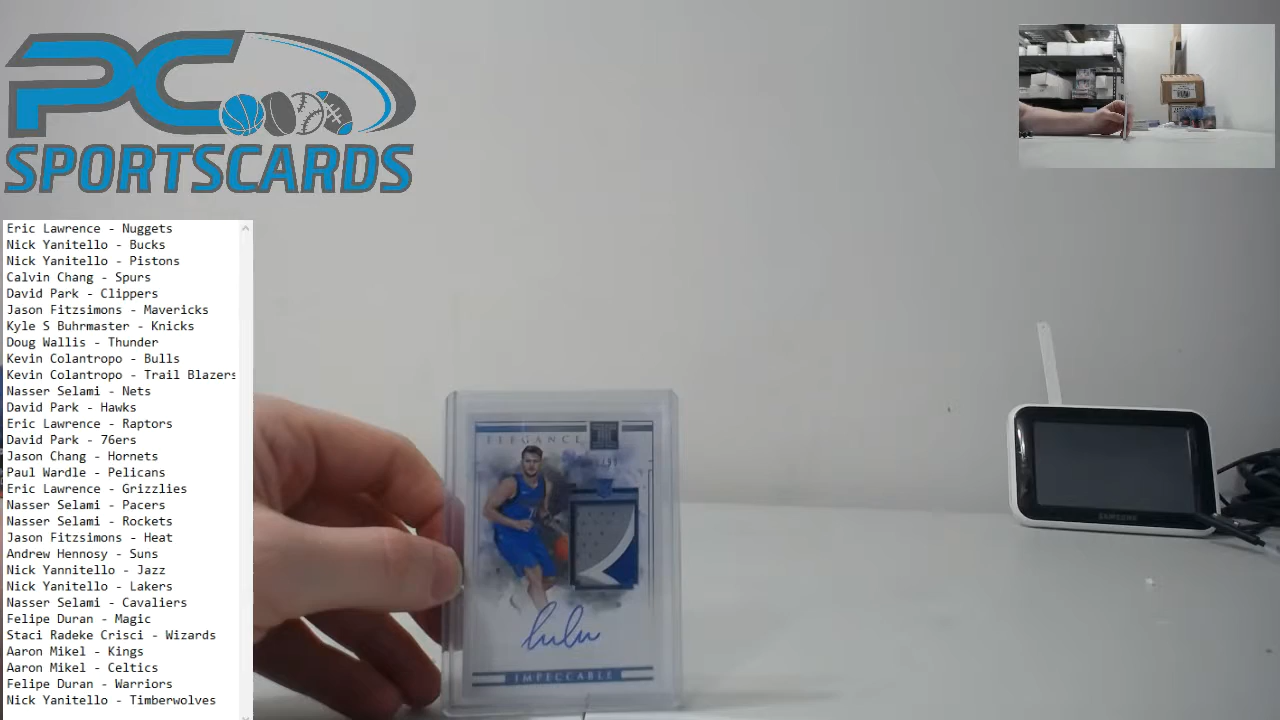 PC
SPORTSCARDS
Eric Lawrence - Nuggets
Nick Yanitello - Bucks
Nick Yanitello - Pistons
Calvin Chang - Spurs
David Park - Clippers
Jason Fitzsimons - Mavericks
Kyle S Buhrmaster - Knicks
Doug Wallis - Thunder
Kevin Colantropo - Bulls
Kevin Colantropo - Trail Blazers
Nasser Selami - Nets
David Park - Hawks
Eric Lawrence - Raptors
David Park - 76ers
Jason Chang - Hornets
Paul Wardle - Pelicans
Eric Lawrence - Grizzlies
Nasser Selami - Pacers
Nasser Selami - Rockets
Jason Fitzsimons - Heat
Andrew Hennosy - Suns
Nick Yannitello - Jazz
Nick Yanitello - Lakers
Nasser Selami - Cavaliers
Felipe Duran - Magic
Staci Radeke Crisci - Wizards
Aaron Mikel - Kings
Aaron Mikel - Celtics
Felipe Duran - Warriors
Nick Yanitello - Timberwolves
ELEGANCE
IMPECCABLE
SAMSUNG